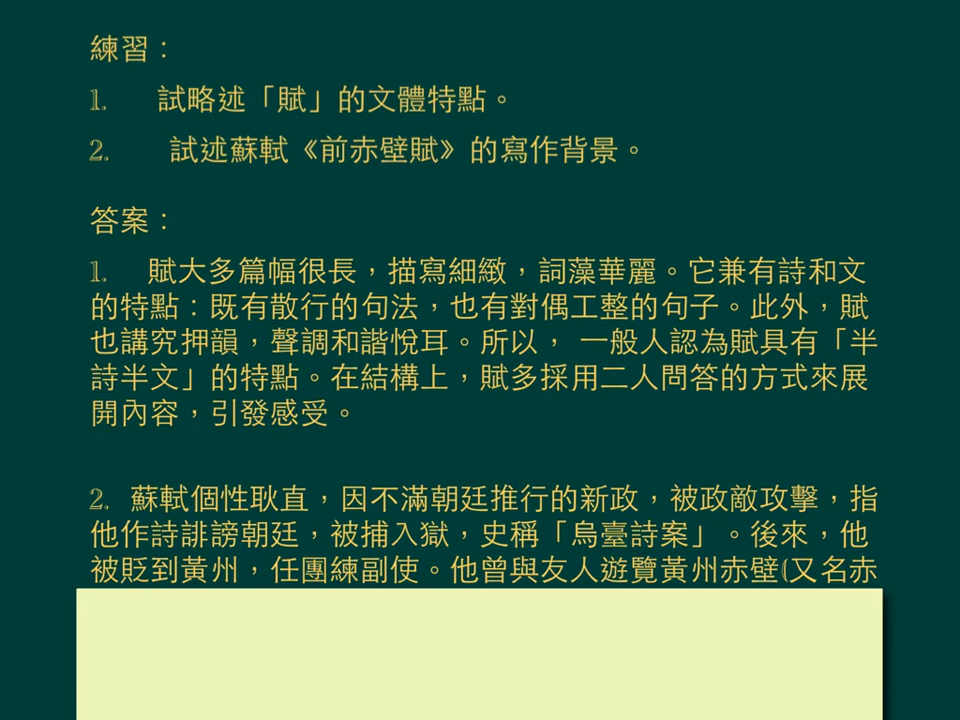 練習：
1. 試略述「賦」的文體特點。
2. 試述蘇軾《前赤壁賦》的寫作背景。
答案：
1. 賦大多篇幅很長，描寫細緻，詞藻華麗。它兼有詩和文
的特點：既有散行的句法，也有對偶工整的句子。此外，賦
也講究押韻，聲調和諧悅耳。所以， 一般人認為賦具有「半
詩半文」的特點。在結構上，賦多採用二人問答的方式來展
開內容，引發感受。
2. 蘇軾個性耿直，因不滿朝廷推行的新政，被政敵攻擊，指
他作詩誹謗朝廷，被捕入獄，史稱「烏臺詩案」。後來，他
被貶到黃州，任團練副使。他曾與友人遊覽黃州赤壁(又名赤